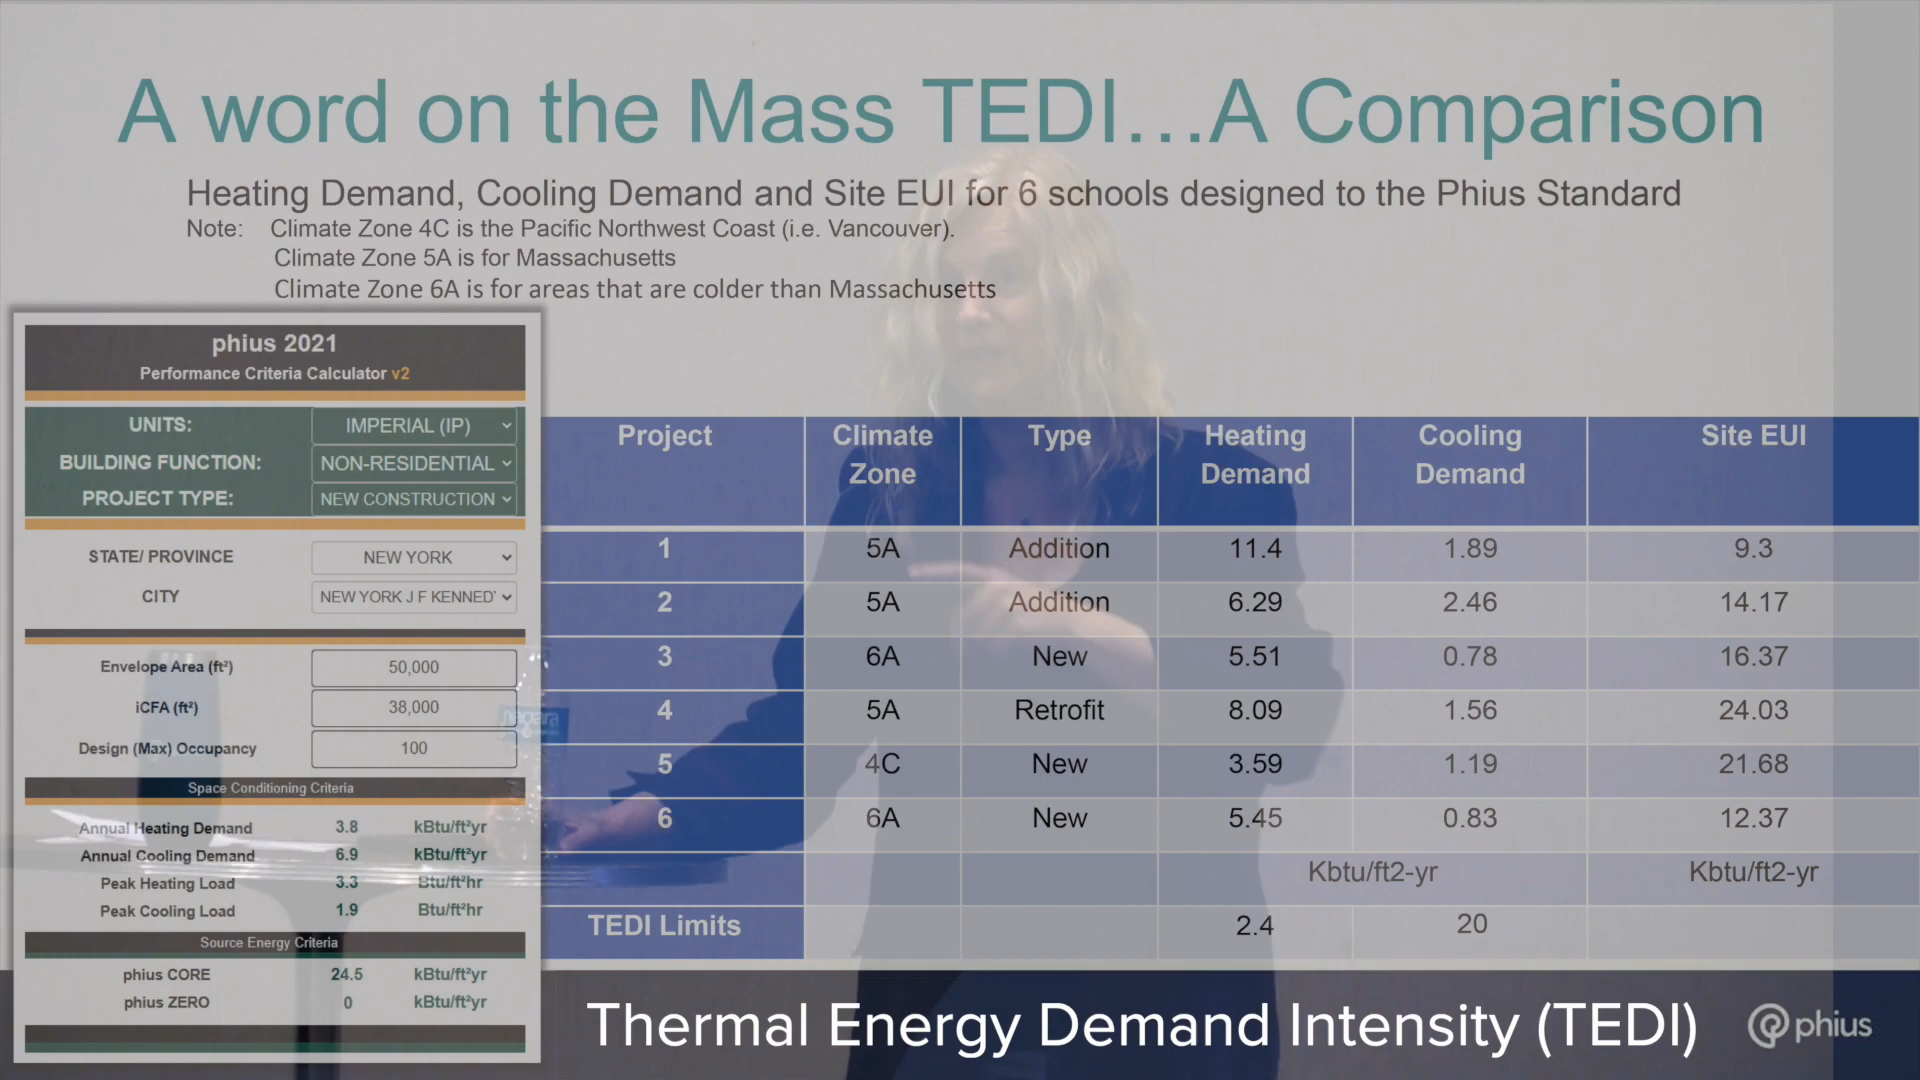 A word on the Mass TEDI…A Comparison
Heating Demand, Cooling Demand and Site EUI for 6 schools designed to the Phius Standard
Note: Climate Zone 4C is the Pacific Northwest Coast (i.e. Vancouver).
Climate Zone 5A is for Massachusetts
Climate Zone 6A is for areas that are colder than Massachusetts
phius 2021
Performance Criteria Calculator v2
UNITS: IMPERIAL (IP)
BUILDING FUNCTION: NON-RESIDENTIAL
PROJECT TYPE: NEW CONSTRUCTION
STATE/ PROVINCE NEW YORK
CITY NEW YORK J F KENNEDY
Envelope Area (ft²) 50,000
iCFA (ft²) 38,000
Design (Max) Occupancy 100
Space Conditioning Criteria
Annual Heating Demand 3.8 kBtu/ft²yr
Annual Cooling Demand 6.9 kBtu/ft²yr
Peak Heating Load 3.3 Btu/ft²hr
Peak Cooling Load 1.9 Btu/ft²hr
Source Energy Criteria
phius CORE 24.5 kBtu/ft²yr
phius ZERO 0 kBtu/ft²yr
Project Climate Zone Type Heating Demand Cooling Demand Site EUI
1 5A Addition 11.4 1.89 9.3
2 5A Addition 6.29 2.46 14.17
3 6A New 5.51 0.78 16.37
4 5A Retrofit 8.09 1.56 24.03
5 4C New 3.59 1.19 21.68
6 6A New 5.45 0.83 12.37
Kbtu/ft2-yr Kbtu/ft2-yr
TEDI Limits 2.4 20
Thermal Energy Demand Intensity (TEDI)
phius